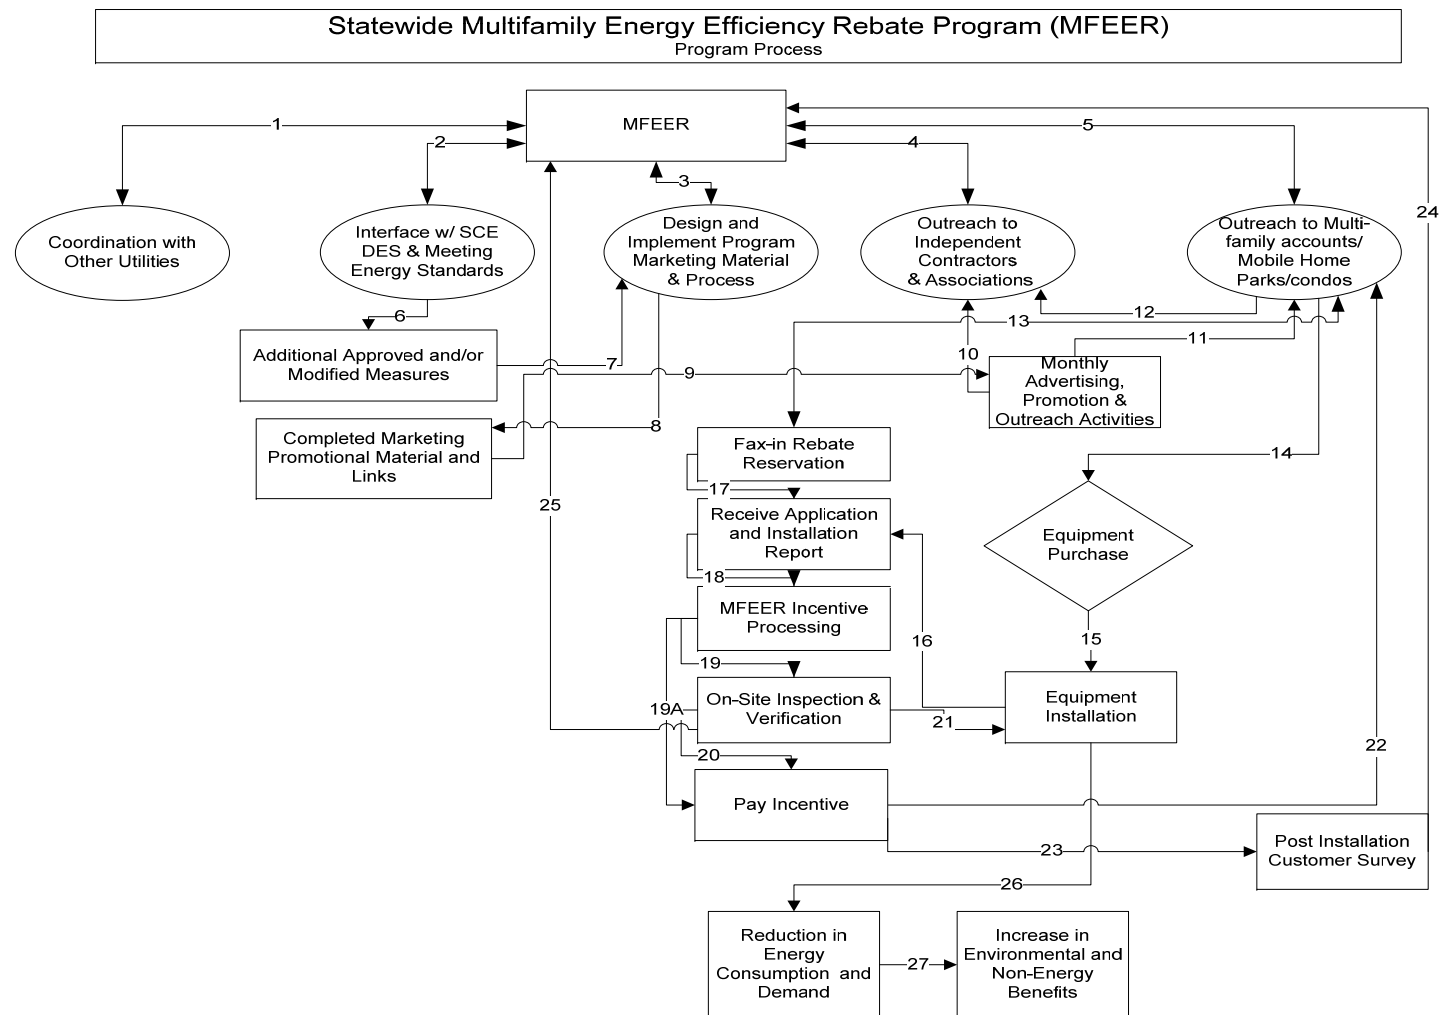 Statewide Multifamily Energy Efficiency Rebate Program (MFEER)
Program Process
MFEER
1
2
3
4
5
24
Coordination with
Other Utilities
Interface w/ SCE
DES & Meeting
Energy Standards
Design and
Implement Program
Marketing Material
& Process
Outreach to
Independent
Contractors
& Associations
Outreach to Multi-
family accounts/
Mobile Home
Parks/condos
6
12
13
11
10
7
9
8
Additional Approved and/or
Modified Measures
Monthly
Advertising,
Promotion &
Outreach Activities
Completed Marketing
Promotional Material and
Links
Fax-in Rebate
Reservation
14
17
25
Receive Application
and Installation
Report
Equipment
Purchase
18
MFEER Incentive
Processing
16
15
19
19A
On-Site Inspection &
Verification
21
Equipment
Installation
20
22
Pay Incentive
23
Post Installation
Customer Survey
26
Reduction in
Energy
Consumption and
Demand
27
Increase in
Environmental and
Non-Energy
Benefits